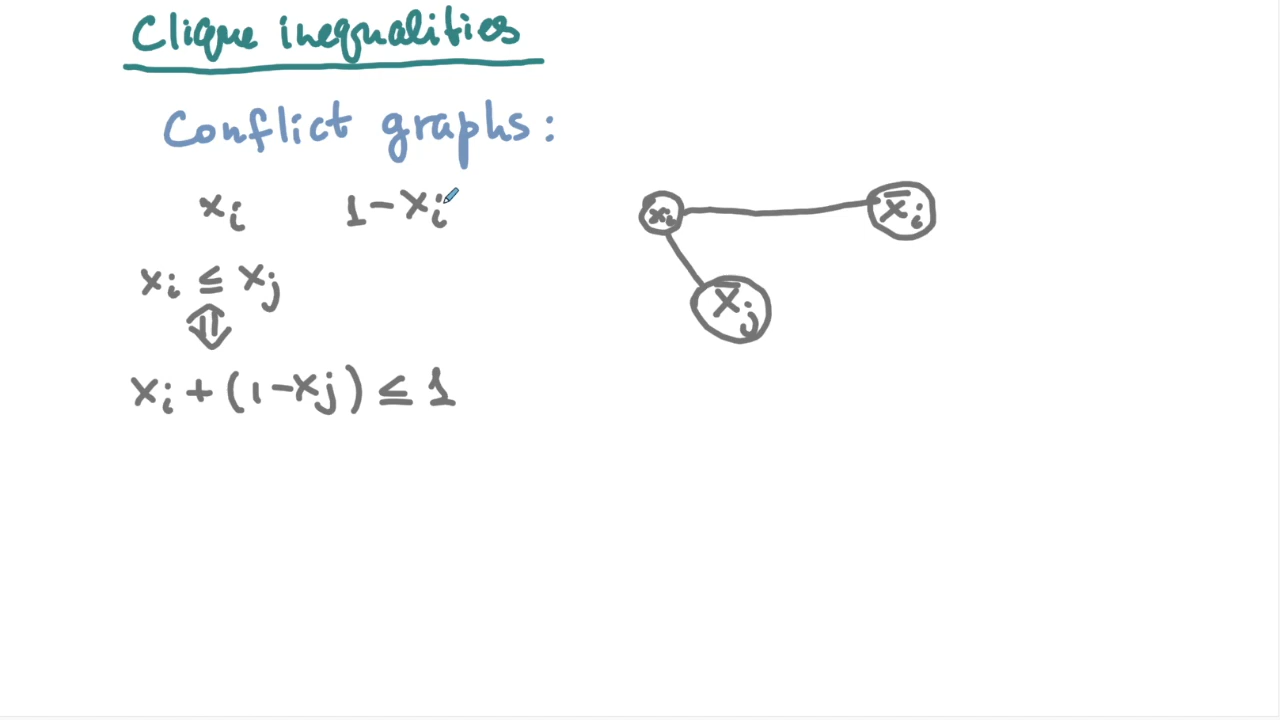 Clique inequalities
Conflict graphs:
xᵢ 1-xᵢ
xᵢ x̄ᵢ
xᵢ ≤ xⱼ
x̄ⱼ
⇕
xᵢ + (1-xⱼ) ≤ 1